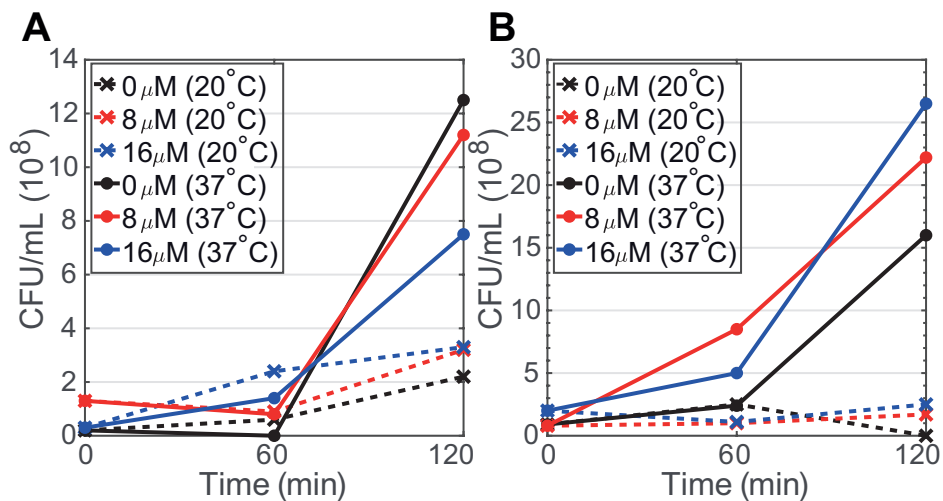 A
14
12
10
8
6
4
2
0
CFU/mL (10⁸)
0 μM (20°C)
8 μM (20°C)
16μM (20°C)
0 μM (37°C)
8 μM (37°C)
16μM (37°C)
0 60 120
Time (min)
B
30
25
20
15
10
5
0
CFU/mL (10⁸)
0 μM (20°C)
8 μM (20°C)
16μM (20°C)
0 μM (37°C)
8 μM (37°C)
16μM (37°C)
0 60 120
Time (min)